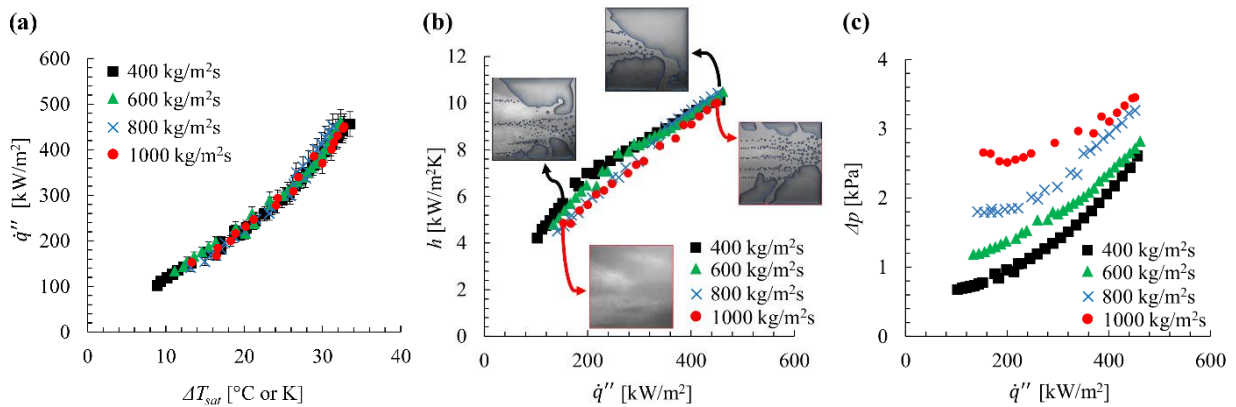 (a)
600
500
400
300
200
100
0
0
10
20
30
40
q̇′′ [kW/m²]
ΔT_sat [°C or K]
400 kg/m²s
600 kg/m²s
800 kg/m²s
1000 kg/m²s
(b)
12
10
8
6
4
2
0
0
200
400
600
h [kW/m²K]
q̇′′ [kW/m²]
400 kg/m²s
600 kg/m²s
800 kg/m²s
1000 kg/m²s
(c)
4
3
2
1
0
0
200
400
600
Δp [kPa]
q̇′′ [kW/m²]
400 kg/m²s
600 kg/m²s
800 kg/m²s
1000 kg/m²s